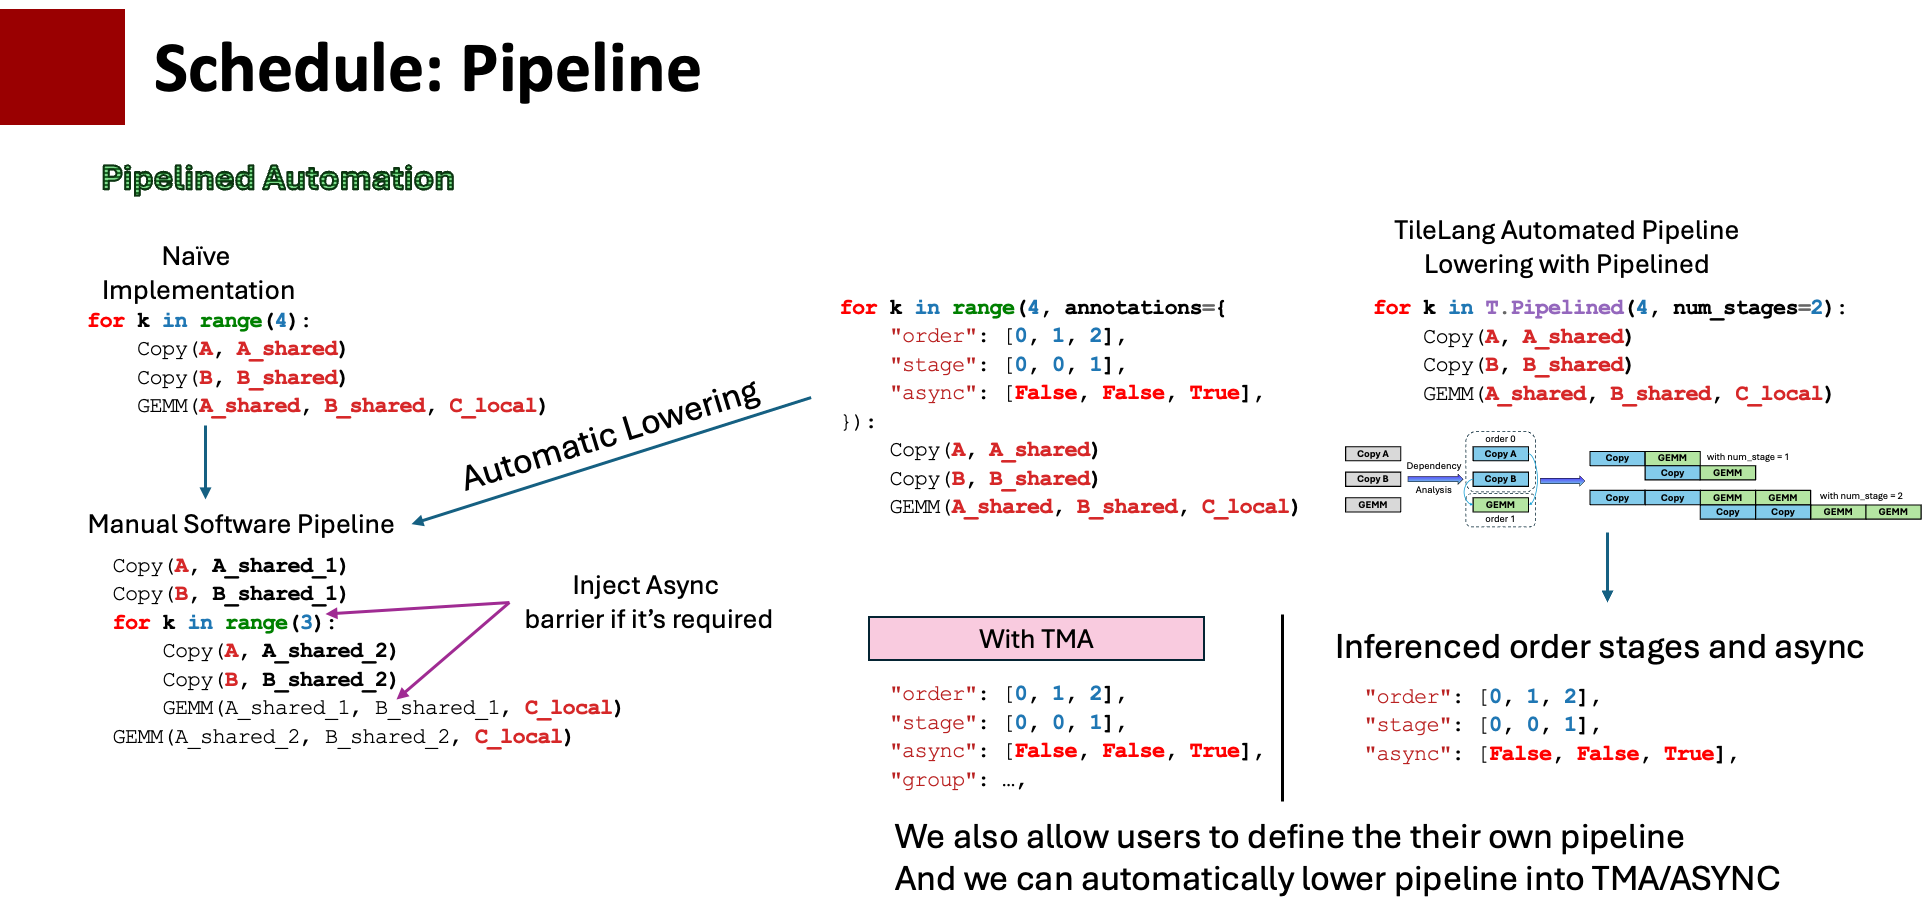 Schedule: Pipeline
Pipelined Automation
Naïve
Implementation
for k in range(4):
    Copy(A, A_shared)
    Copy(B, B_shared)
    GEMM(A_shared, B_shared, C_local)
Automatic Lowering
Manual Software Pipeline
Copy(A, A_shared_1)
Copy(B, B_shared_1)
for k in range(3):
    Copy(A, A_shared_2)
    Copy(B, B_shared_2)
    GEMM(A_shared_1, B_shared_1, C_local)
GEMM(A_shared_2, B_shared_2, C_local)
Inject Async
barrier if it's required
for k in range(4, annotations={
    "order": [0, 1, 2],
    "stage": [0, 0, 1],
    "async": [False, False, True],
}):
    Copy(A, A_shared)
    Copy(B, B_shared)
    GEMM(A_shared, B_shared, C_local)
TileLang Automated Pipeline
Lowering with Pipelined
for k in T.Pipelined(4, num_stages=2):
    Copy(A, A_shared)
    Copy(B, B_shared)
    GEMM(A_shared, B_shared, C_local)
Copy A
Copy B
GEMM
Dependency
Analysis
order 0
Copy A
Copy B
GEMM
order 1
Copy GEMM with num_stage = 1
Copy GEMM
Copy Copy GEMM GEMM with num_stage = 2
Copy Copy GEMM GEMM
With TMA
"order": [0, 1, 2],
"stage": [0, 0, 1],
"async": [False, False, True],
"group": …,
Inferenced order stages and async
"order": [0, 1, 2],
"stage": [0, 0, 1],
"async": [False, False, True],
We also allow users to define the their own pipeline
And we can automatically lower pipeline into TMA/ASYNC